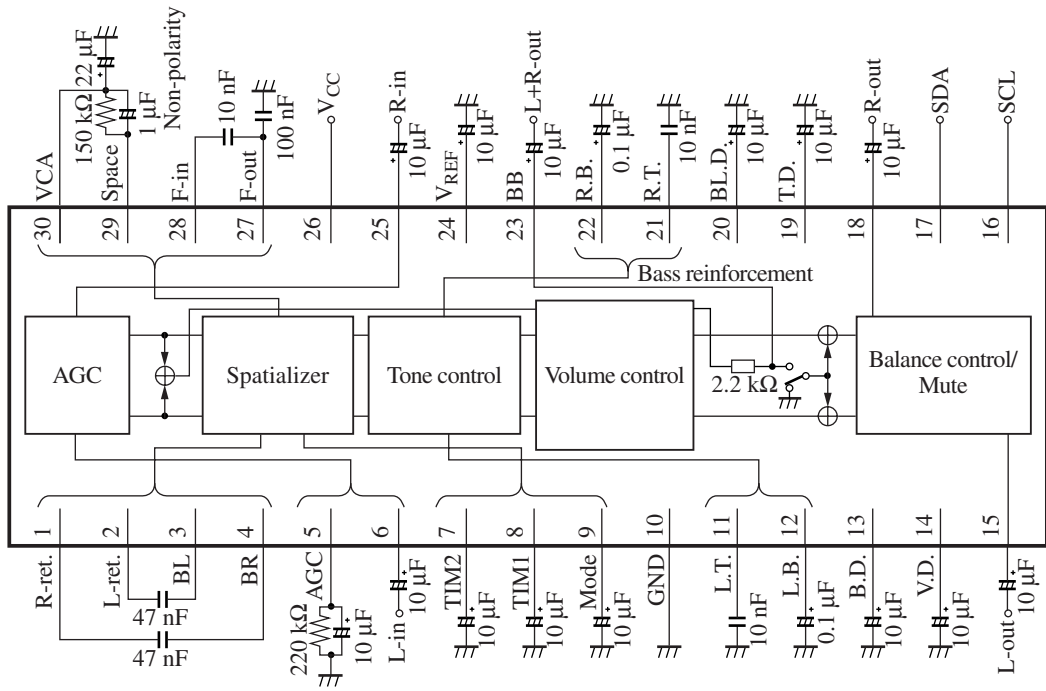 150 kΩ
22 µF
+
1 µF
Non-polarity
10 nF
100 nF
VCC
R-in
+
10 µF
+
10 µF
L+R-out
+
10 µF
+
0.1 µF
10 nF
+
10 µF
+
10 µF
R-out
+
10 µF
SDA
SCL
VCA
Space
F-in
F-out
VREF
BB
R.B.
R.T.
BL.D.
T.D.
30
29
28
27
26
25
24
23
22
21
20
19
18
17
16
Bass reinforcement
AGC
Spatializer
Tone control
Volume control
2.2 kΩ
Balance control/
Mute
1
2
3
4
5
6
7
8
9
10
11
12
13
14
15
R-ret.
L-ret.
BL
BR
AGC
TIM2
TIM1
Mode
GND
L.T.
L.B.
B.D.
V.D.
47 nF
47 nF
220 kΩ
+
10 µF
L-in
+
10 µF
+
10 µF
+
10 µF
+
10 µF
10 nF
+
0.1 µF
+
10 µF
+
10 µF
L-out
+
10 µF